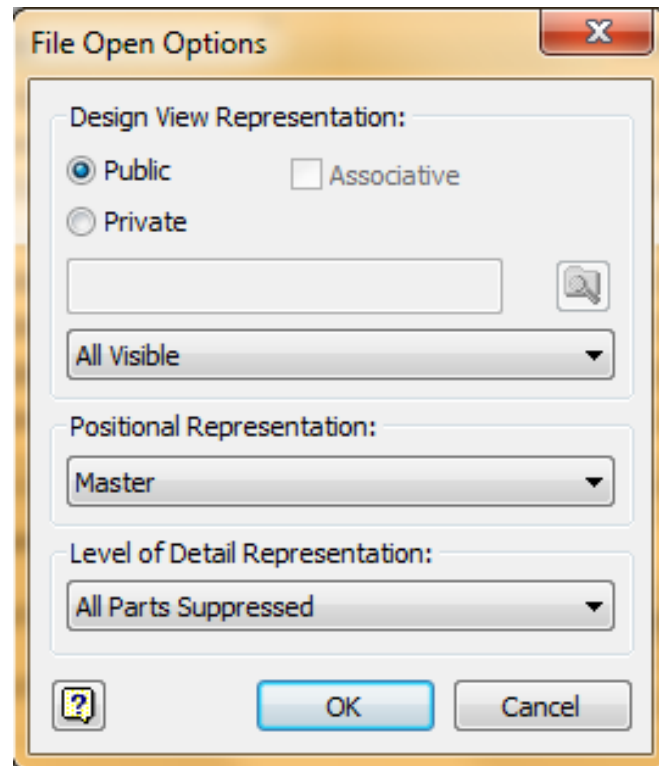 File Open Options
Design View Representation:
Public
Associative
Private
All Visible
Positional Representation:
Master
Level of Detail Representation:
All Parts Suppressed
?
OK
Cancel